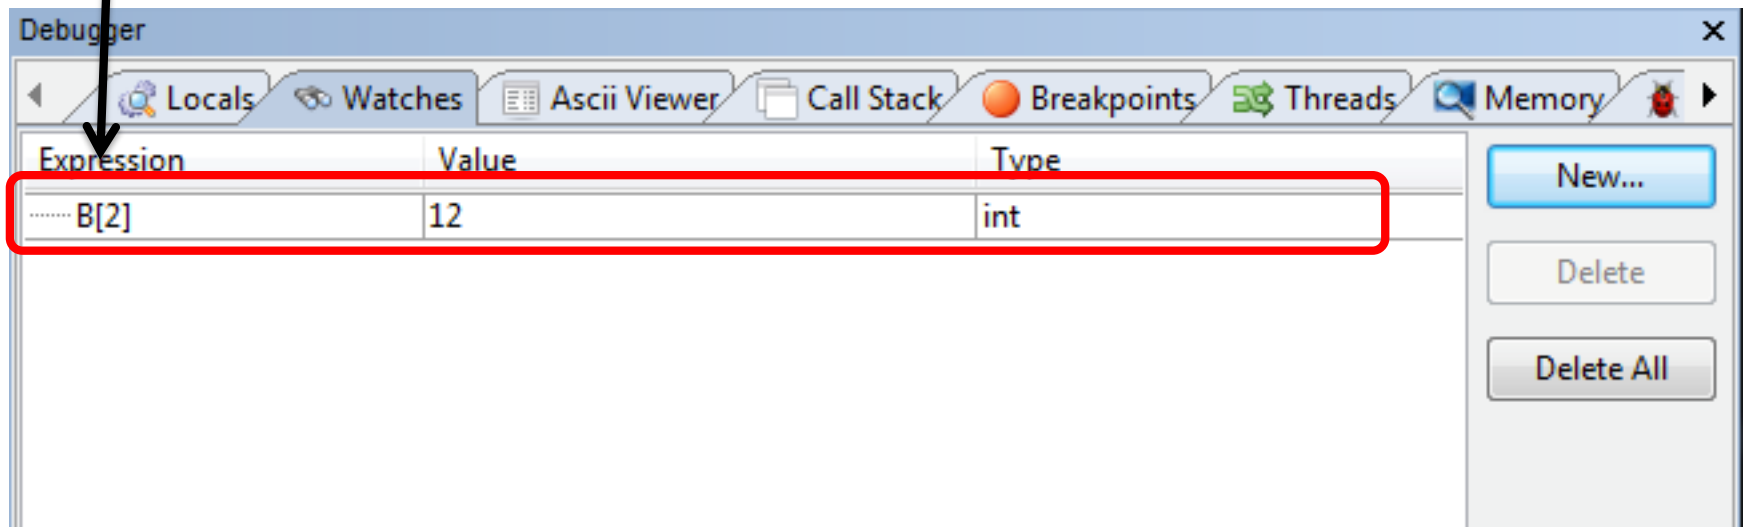 Debugger
Locals Watches Ascii Viewer Call Stack Breakpoints Threads Memory
Expression Value Type
B[2] 12 int
New...
Delete
Delete All